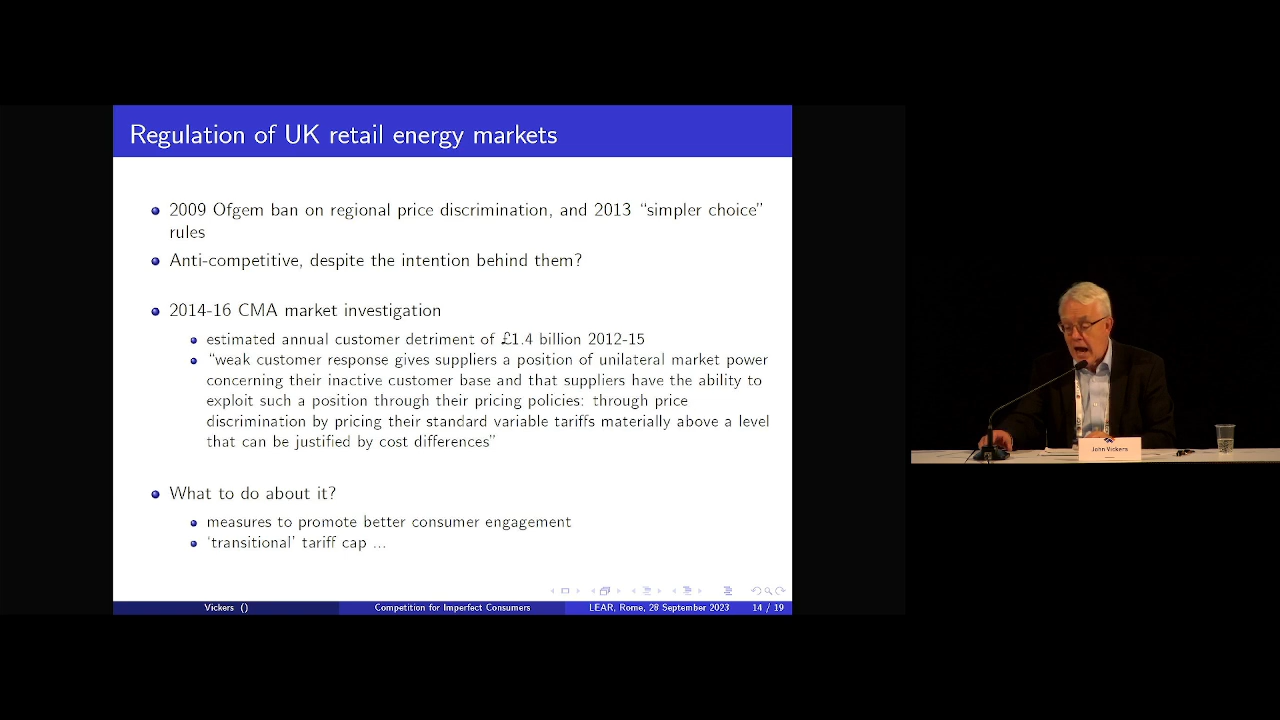 Regulation of UK retail energy markets
2009 Ofgem ban on regional price discrimination, and 2013 “simpler choice”
rules
Anti-competitive, despite the intention behind them?
2014-16 CMA market investigation
estimated annual customer detriment of £1.4 billion 2012-15
“weak customer response gives suppliers a position of unilateral market power
concerning their inactive customer base and that suppliers have the ability to
exploit such a position through their pricing policies: through price
discrimination by pricing their standard variable tariffs materially above a level
that can be justified by cost differences”
What to do about it?
measures to promote better consumer engagement
‘transitional’ tariff cap ...
Vickers () Competition for Imperfect Consumers LEAR, Rome, 28 September 2023 14 / 19
John Vickers